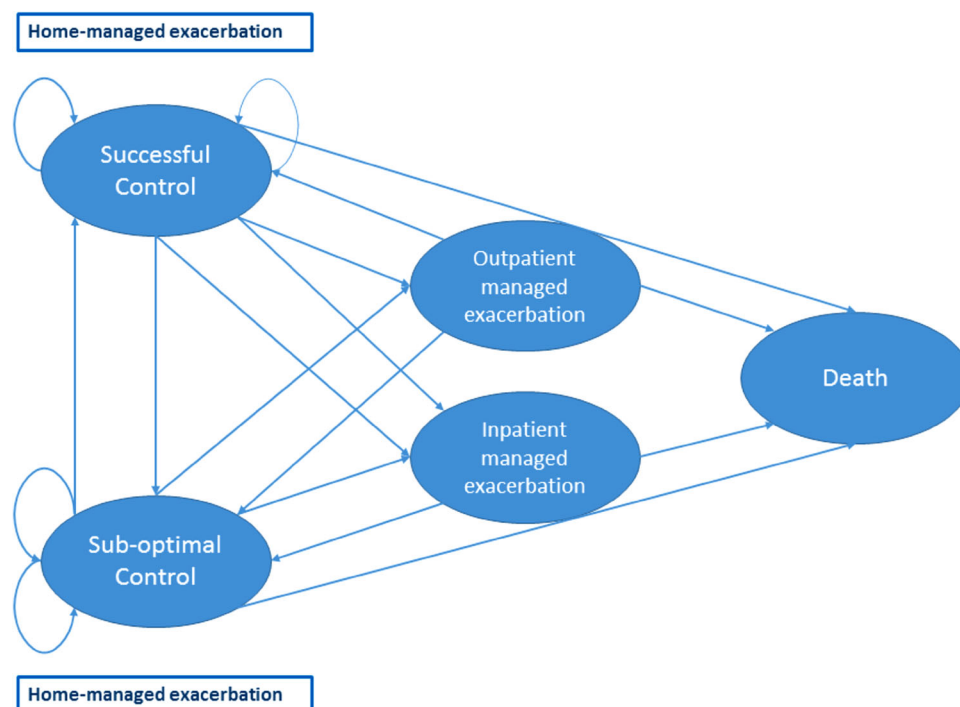 Home-managed exacerbation
Successful
Control
Outpatient
managed
exacerbation
Death
Inpatient
managed
exacerbation
Sub-optimal
Control
Home-managed exacerbation